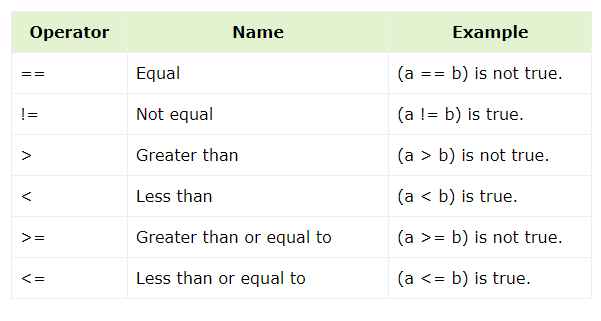 Operator Name Example
== Equal (a == b) is not true.
!= Not equal (a != b) is true.
> Greater than (a > b) is not true.
< Less than (a < b) is true.
>= Greater than or equal to (a >= b) is not true.
<= Less than or equal to (a <= b) is true.